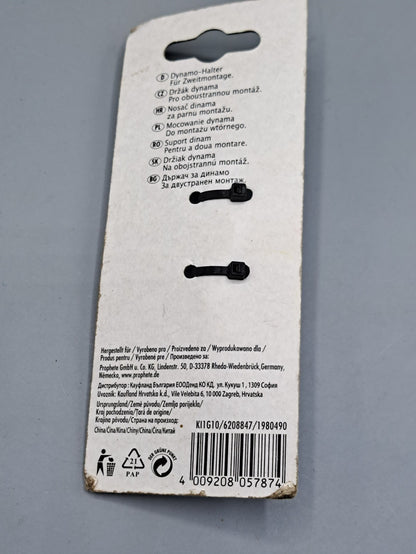 D Dynamo-Halter
Für Zweitmontage.
CZ Držák dynama
Pro oboustrannou montáž.
HR Nosač dinama
za parnu montažu.
PL Mocowanie dynama
Do montażu wtórnego.
RO Suport dinam
Pentru a doua montare.
SK Držiak dynama
Na obojstrannú montáž.
BG Държач за динамо
За двустранен монтаж.
Hergestellt für / Vyrobeno pro / Proizvedeno za / Wyprodukowano dla /
Produs pentru / Vyrobené pre / Произведено за:
Prophete GmbH u. Co. KG, Lindenstr. 50, D-33378 Rheda-Wiedenbrück, Germany,
Německo, www.prophete.de
Дистрибутор: Кауфланд България ЕООДенд КО КД, ул. Кукуш 1, 1309 София
Uvoznik: Kaufland Hrvatska k.d., Vile Velebita 6, 10 000 Zagreb, Hrvatska
Ursprungsland/Země původu/Zemlja porijekla/
Kraj pochodzenia/Țară de origine/
Krajina pôvodu/Страна на произход:
China/Čína/Kina/Chiny/China/Čína/Китай
KI1G10/6208847/1980490
21
PAP
DER GRÜNE PUNKT
4 009208 057874